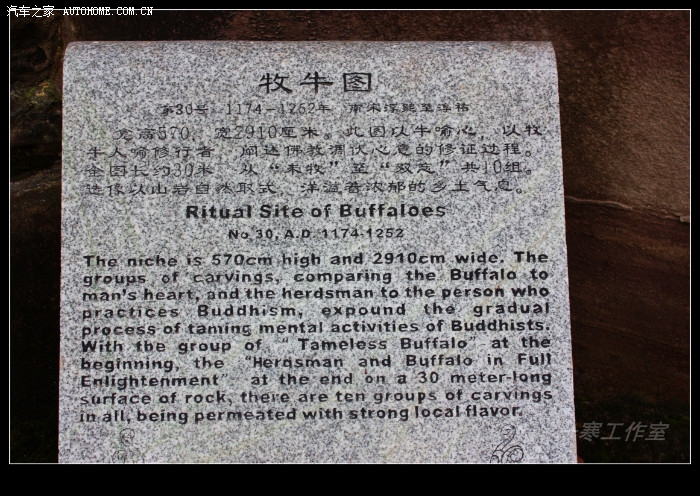 汽车之家 AUTOHOME.COM.CN
牧牛图
第30号 1174-1252年 南宋淳熙至淳祐
龛高570，宽2910厘米。此图以牛喻心，以牧
牛人喻修行者，阐述佛教调伏心意的修证过程。
全图长约30米，从“未牧”至“双忘”共10组。
造像以山岩自然取式，洋溢着浓郁的乡土气息。
Ritual Site of Buffaloes
No.30, A.D. 1174-1252
The niche is 570cm high and 2910cm wide. The
groups of carvings, comparing the Buffalo to
man's heart, and the herdsman to the person who
practices Buddhism, expound the gradual
process of taming mental activities of Buddhists.
With the group of "Tameless Buffalo" at the
beginning, the "Herdsman and Buffalo in Full
Enlightenment" at the end on a 30 meter-long
surface of rock, there are ten groups of carvings
in all, being permeated with strong local flavor.
寒工作室